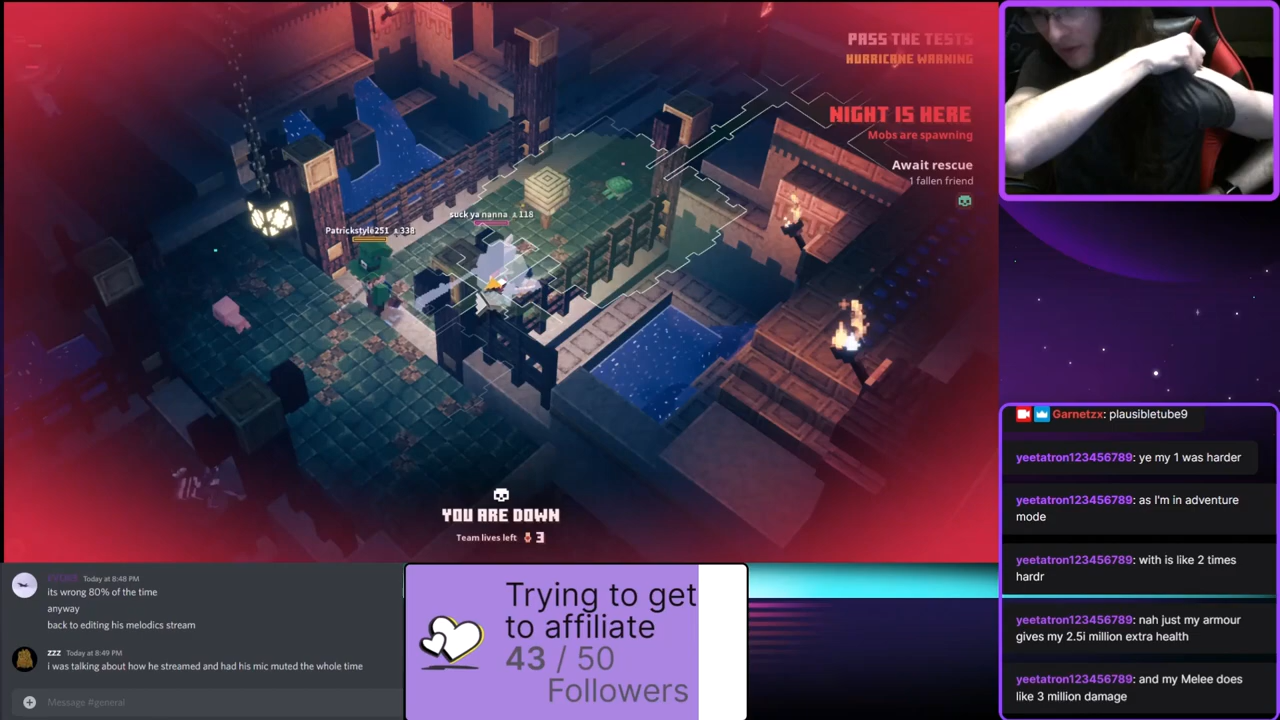 PASS THE TESTS
HURRICANE WARNING
NIGHT IS HERE
Mobs are spawning
Await rescue
1 fallen friend
suck ya nanna 118
Patrickstyle251 338
YOU ARE DOWN
Team lives left 3
Garnetzx: plausibletube9
yeetatron123456789: ye my 1 was harder
yeetatron123456789: as I'm in adventure
mode
yeetatron123456789: with is like 2 times
hardr
yeetatron123456789: nah just my armour
gives my 2.5i million extra health
yeetatron123456789: and my Melee does
like 3 million damage
Today at 8:48 PM
its wrong 80% of the time
anyway
back to editing his melodics stream
zzz Today at 8:49 PM
i was talking about how he streamed and had his mic muted the whole time
Message #general
Trying to get
to affiliate
43 / 50
Followers